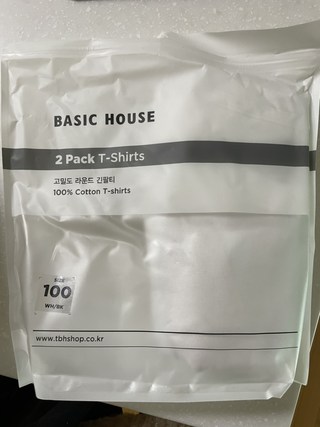 BASIC HOUSE
2 Pack T-Shirts
고밀도 라운드 긴팔티
100% Cotton T-shirts
SIZE
100
WH/BK
www.tbhshop.co.kr